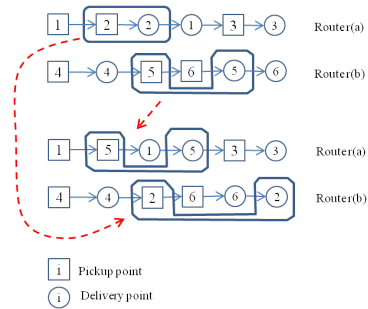 1 2 2 1 3 3 Router(a)
4 4 5 6 5 6 Router(b)
1 5 1 5 3 3 Router(a)
4 4 2 6 6 2 Router(b)
i Pickup point
i Delivery point